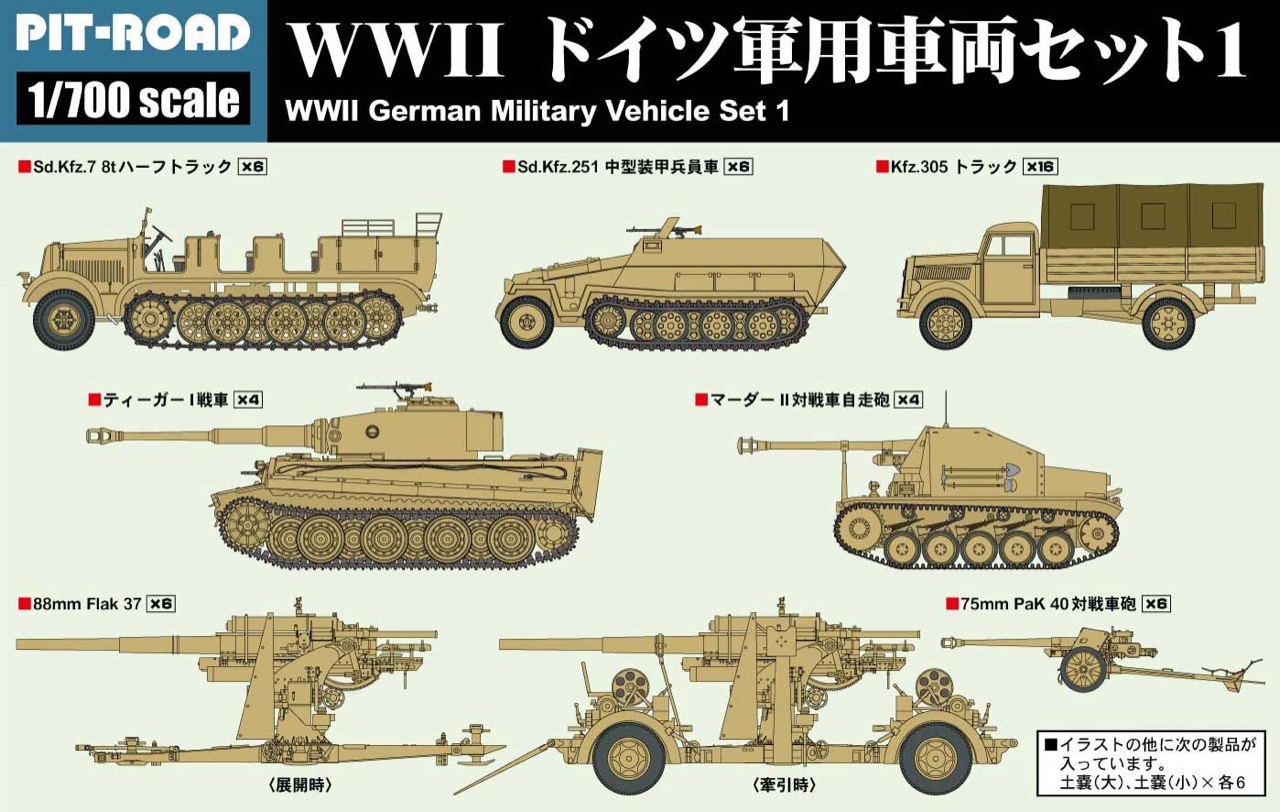 PIT-ROAD
1/700 scale
WWII ドイツ軍用車両セット1
WWII German Military Vehicle Set 1
■Sd.Kfz.7 8tハーフトラック ×6
■Sd.Kfz.251 中型装甲兵員車 ×6
■Kfz.305 トラック ×16
■ティーガーI戦車 ×4
■マーダーII対戦車自走砲 ×4
■88mm Flak 37 ×6
■75mm PaK 40対戦車砲 ×6
〈展開時〉
〈牽引時〉
■イラストの他に次の製品が
入っています。
土嚢(大)、土嚢(小)×各6